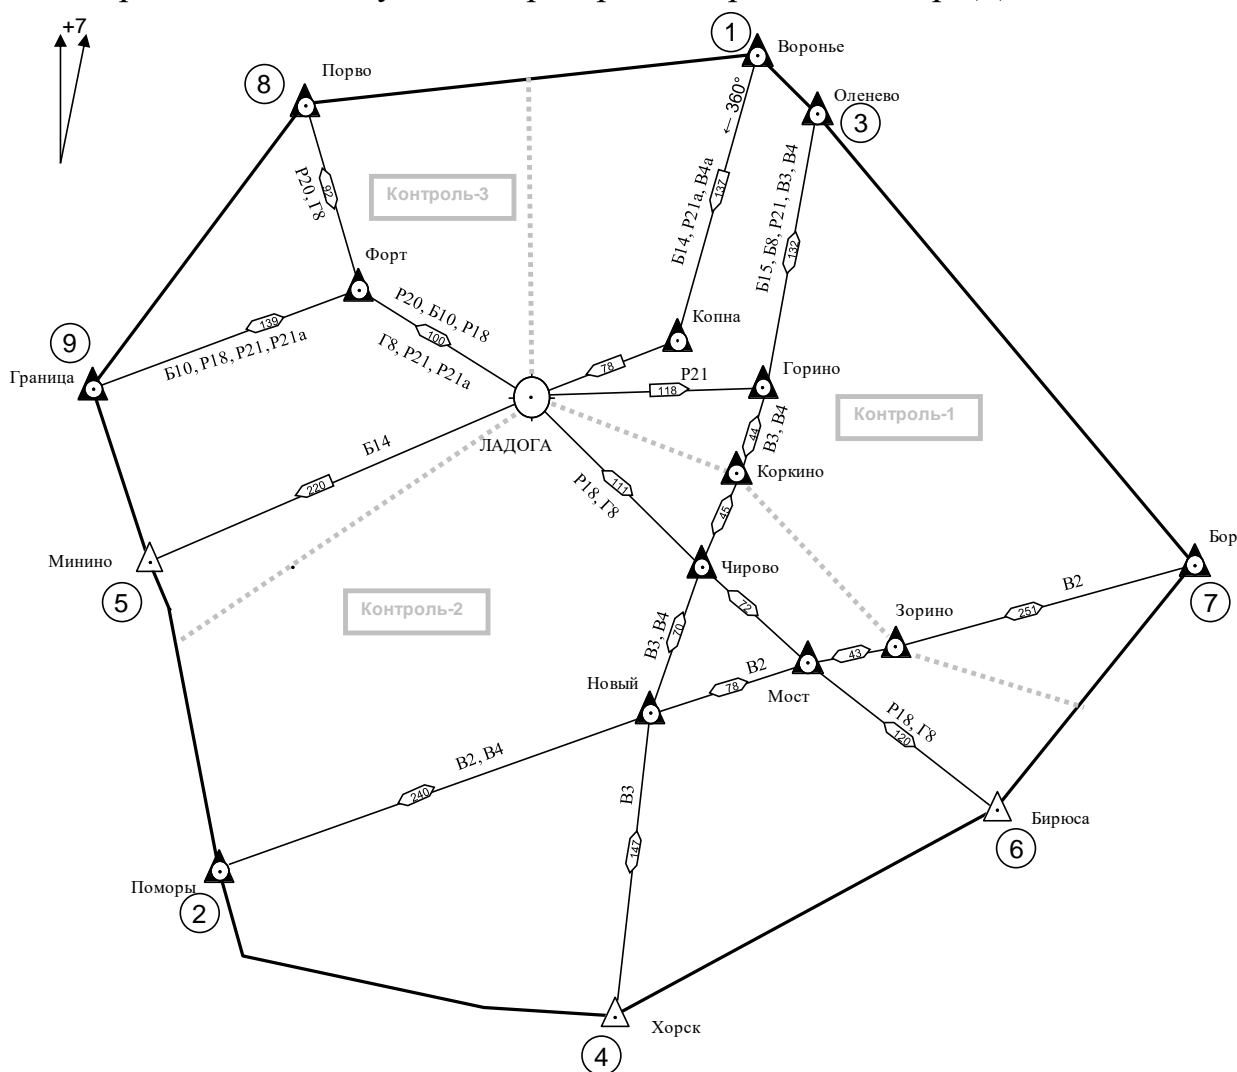 +7
1
Воронье
Порво
8
Оленево
3
← 360°
Р20, Г8
92
Контроль-3
Б14, Р21а, В4а
137
Б15, Б8, Р21, В3, В4
132
Форт
Р20, Б10, Р18
100
Г8, Р21, Р21а
139
Б10, Р18, Р21, Р21а
Копна
9
Граница
78
Р21
118
Горино
Контроль-1
44
В3, В4
ЛАДОГА
Б14
220
Коркино
111
Р18, Г8
45
Минино
5
Чирово
Бор
7
В2
251
Контроль-2
72
Зорино
В3, В4
70
43
Новый
В2
78
Мост
Р18, Г8
120
В2, В4
240
В3
147
Бирюса
6
Поморы
2
Хорск
4